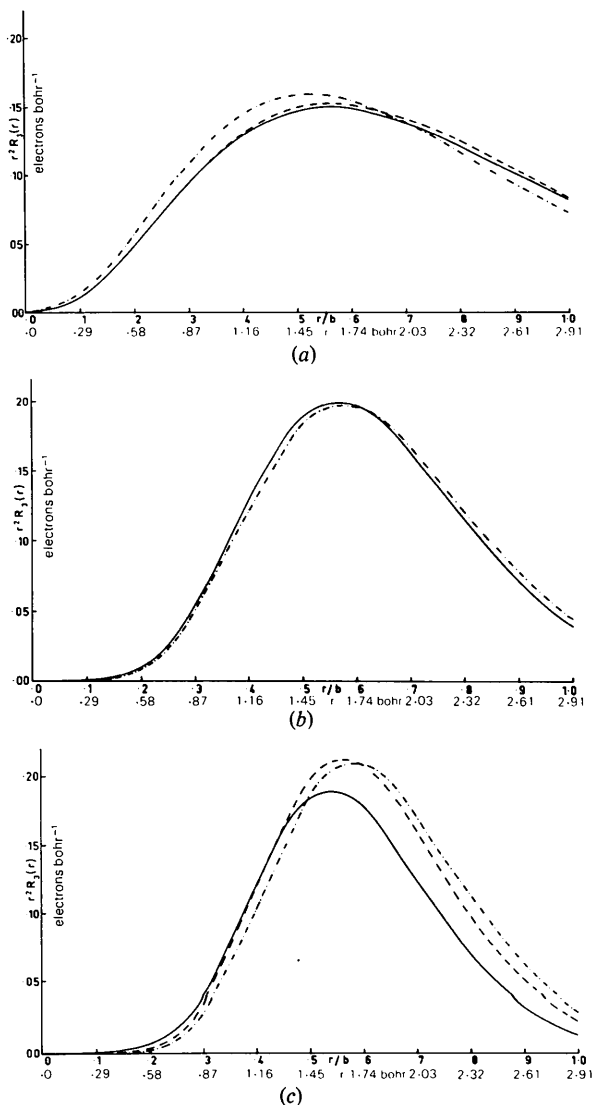 ·20
·15
·10
05
00
r²R₃(r)
electrons bohr⁻¹
·0 ·1 ·2 ·3 ·4 ·5 r/b ·6 ·7 ·8 ·9 1·0
·0 ·29 ·58 ·87 1·16 1·45 r 1·74 bohr 2·03 2·32 2·61 2·91
(a)
·20
·15
·10
·05
·00
r²R₃(r)
electrons bohr⁻¹
·0 ·1 ·2 ·3 ·4 ·5 r/b ·6 ·7 ·8 ·9 1·0
·0 ·29 ·58 ·87 1·16 1·45 r 1·74 bohr 2·03 2·32 2·61 2·91
(b)
·20
·15
·10
·05
00
r²R₃(r)
electrons bohr⁻¹
·0 ·1 ·2 ·3 ·4 ·5 r/b ·6 ·7 ·8 ·9 1·0
·0 ·29 ·58 ·87 1·16 1·45 r 1·74 bohr 2·03 2·32 2·61 2·91
(c)